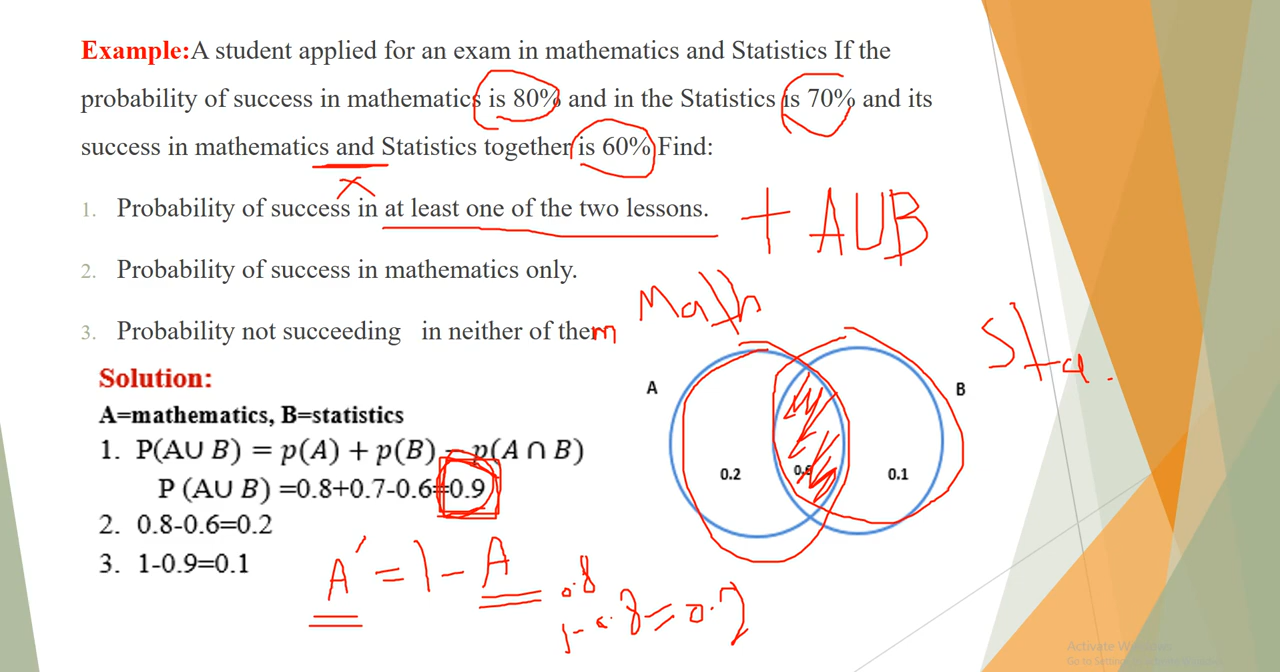 Example:A student applied for an exam in mathematics and Statistics If the
probability of success in mathematics is 80% and in the Statistics is 70% and its
success in mathematics and Statistics together is 60% Find:
1. Probability of success in at least one of the two lessons.
+ AUB
2. Probability of success in mathematics only.
3. Probability not succeeding in neither of them
Math
Sta.
Solution:
A
B
A=mathematics, B=statistics
1. P(A∪ B) = p(A) + p(B) − p(A ∩ B)
P (A∪ B) =0.8+0.7-0.6=0.9
0.2
0.1
2. 0.8-0.6=0.2
3. 1-0.9=0.1
A' = 1 - A
0.8
1-0.8=0.2
Activate
Go to Settings